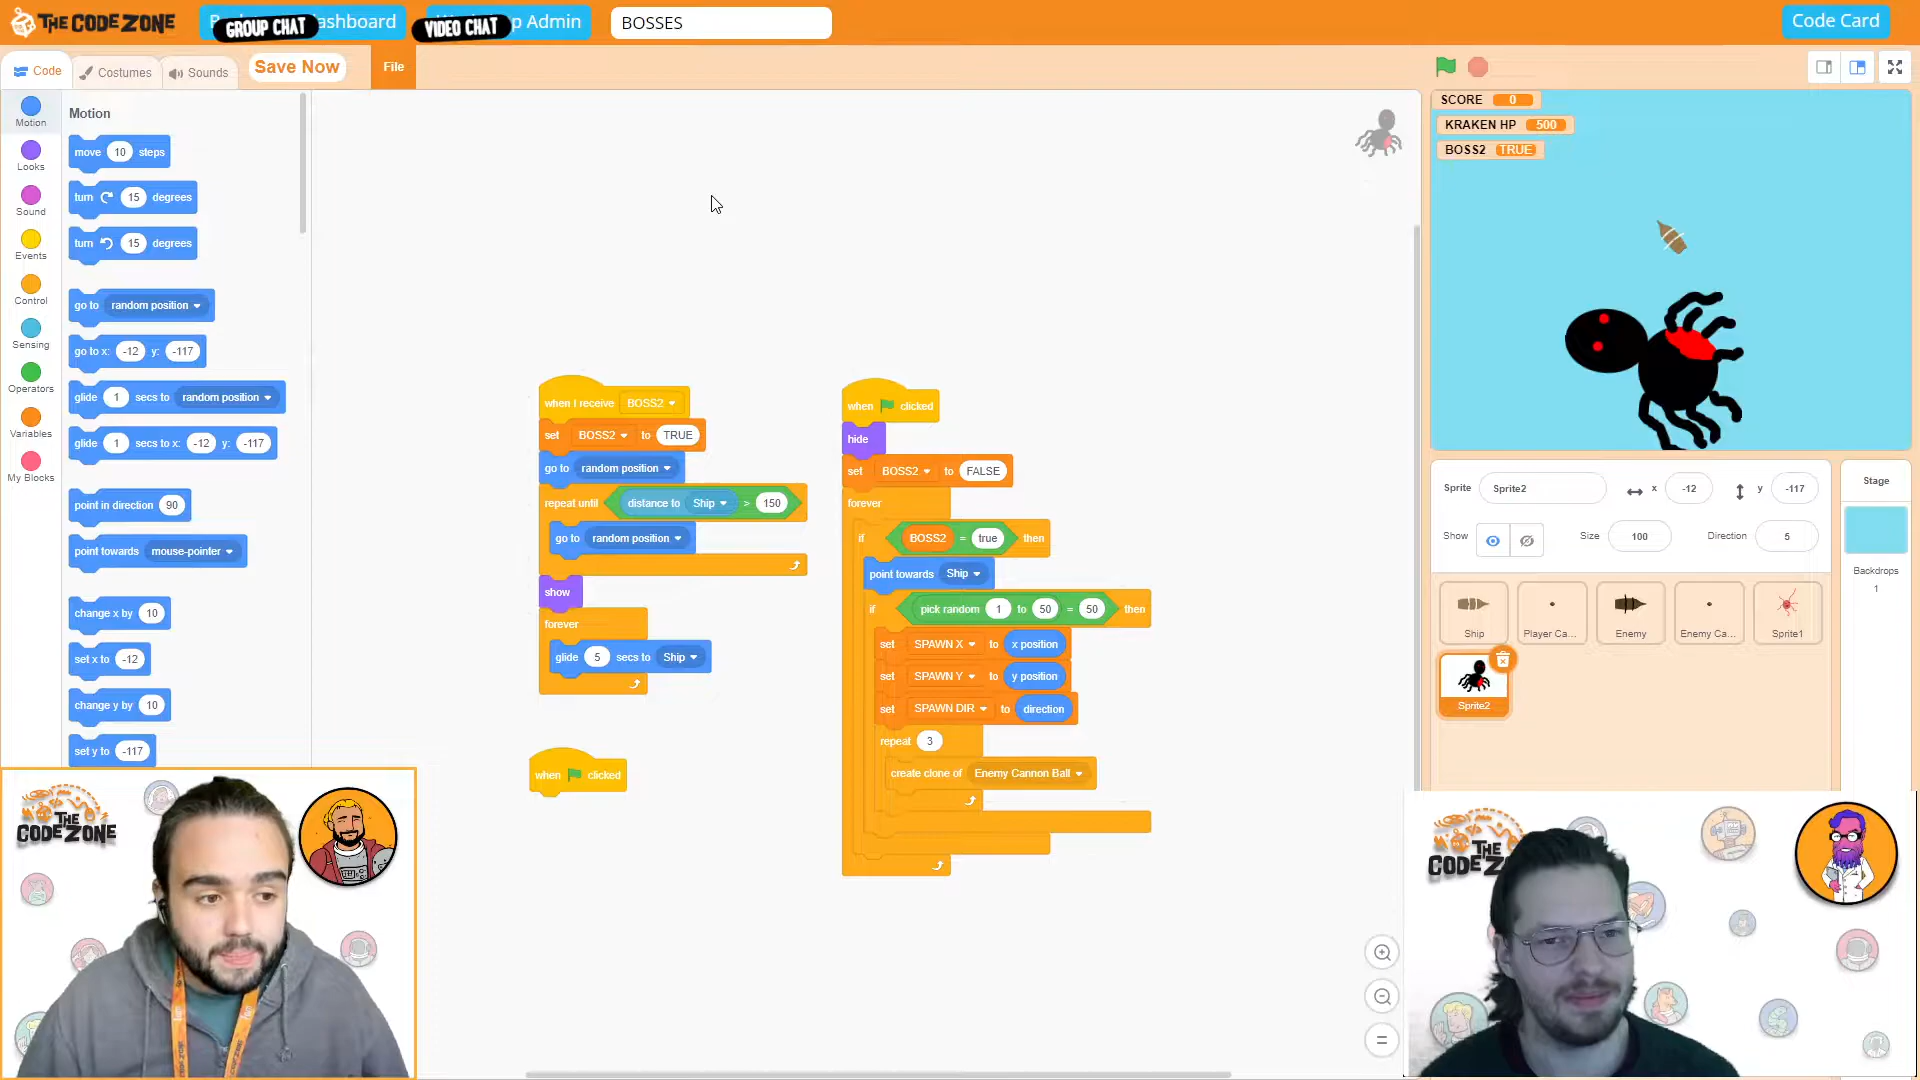 THE CODE ZONE
GROUP CHAT
ashboard
VIDEO CHAT
p Admin
BOSSES
Code Card
Code
Costumes
Sounds
Save Now
File
Motion
Looks
Sound
Events
Control
Sensing
Operators
Variables
My Blocks
Motion
move 10 steps
turn 15 degrees
turn 15 degrees
go to random position
go to x: -12 y: -117
glide 1 secs to random position
glide 1 secs to x: -12 y: -117
point in direction 90
point towards mouse-pointer
change x by 10
set x to -12
change y by 10
set y to -117
when I receive BOSS2
set BOSS2 to TRUE
go to random position
repeat until distance to Ship > 150
go to random position
show
forever
glide 5 secs to Ship
when clicked
when clicked
hide
set BOSS2 to FALSE
forever
if BOSS2 = true then
point towards Ship
if pick random 1 to 50 = 50 then
set SPAWN X to x position
set SPAWN Y to y position
set SPAWN DIR to direction
repeat 3
create clone of Enemy Cannon Ball
SCORE 0
KRAKEN HP 500
BOSS2 TRUE
Sprite Sprite2 x -12 y -117
Show Size 100 Direction 5
Ship
Player Ca...
Enemy
Enemy Ca...
Sprite1
Sprite2
Stage
Backdrops
1
THE
CODE ZONE
THE
CODE ZO